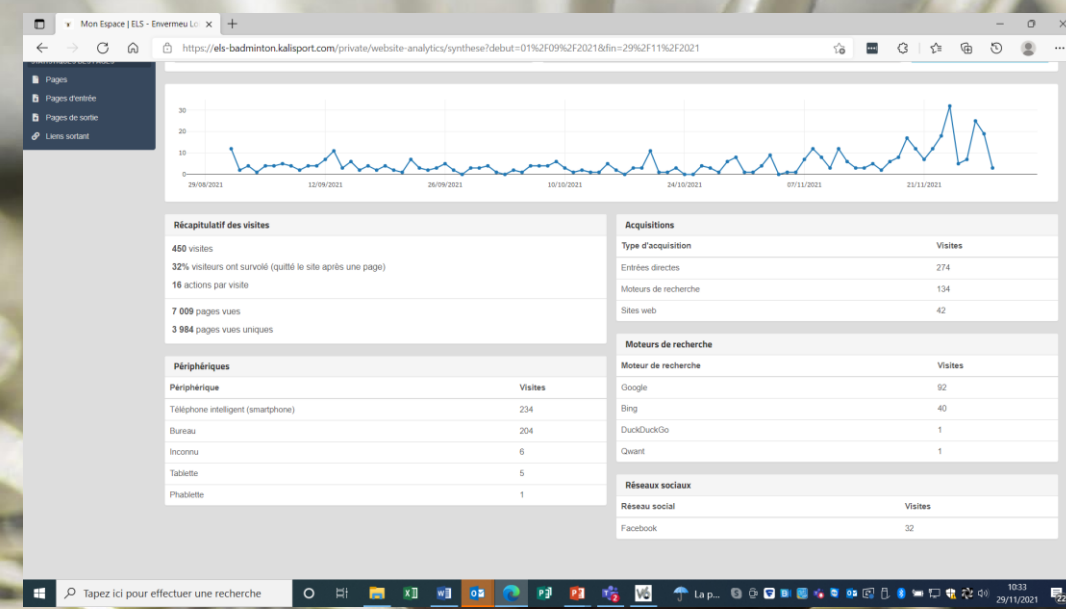 Mon Espace | ELS - Envermeu Lo
https://els-badminton.kalisport.com/private/website-analytics/synthese?debut=01%2F09%2F2021&fin=29%2F11%2F2021
Pages
Pages d'entrée
Pages de sortie
Liens sortant
30
20
10
0
29/08/2021 12/09/2021 26/09/2021 10/10/2021 24/10/2021 07/11/2021 21/11/2021
Récapitulatif des visites
450 visites
32% visiteurs ont survolé (quitté le site après une page)
16 actions par visite
7 009 pages vues
3 984 pages vues uniques
Périphériques
Périphérique Visites
Téléphone intelligent (smartphone) 234
Bureau 204
Inconnu 6
Tablette 5
Phablette 1
Acquisitions
Type d'acquisition Visites
Entrées directes 274
Moteurs de recherche 134
Sites web 42
Moteurs de recherche
Moteur de recherche Visites
Google 92
Bing 40
DuckDuckGo 1
Qwant 1
Réseaux sociaux
Réseau social Visites
Facebook 32
Tapez ici pour effectuer une recherche
La p...
10:33
29/11/2021
22